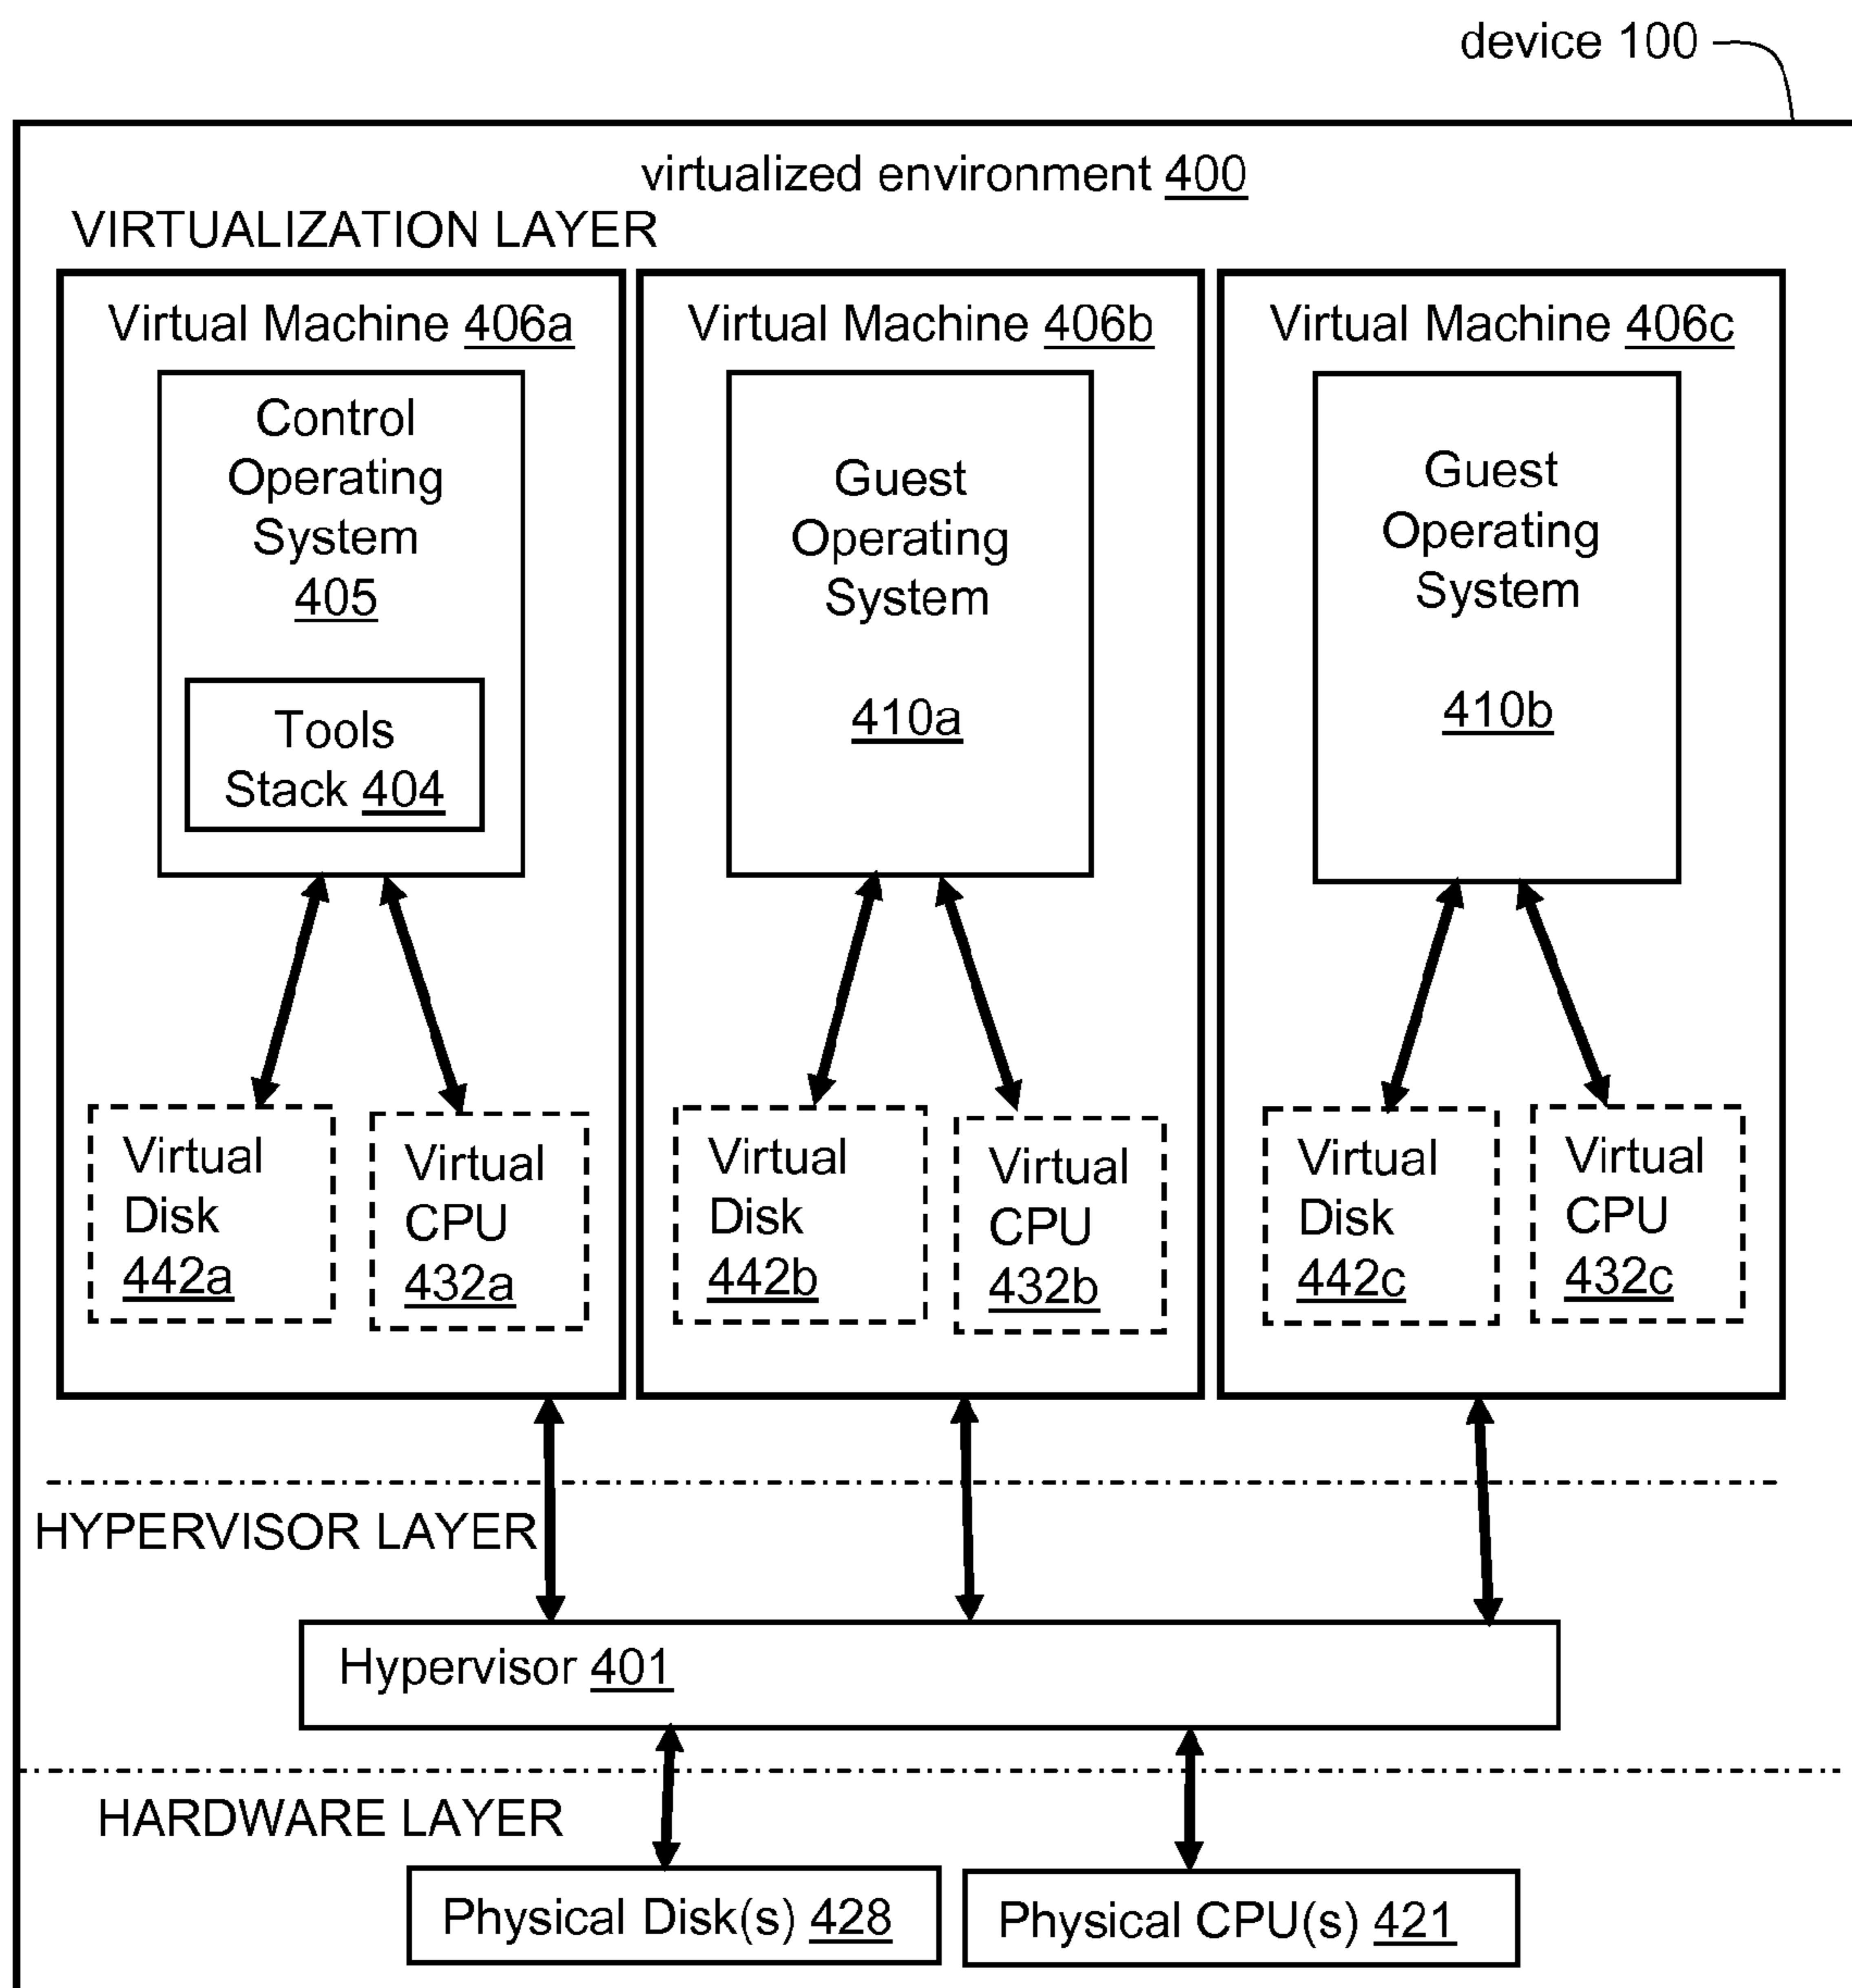 device 100
virtualized environment 400
VIRTUALIZATION LAYER
Virtual Machine 406a
Control
Operating
System
405
Tools
Stack 404
Virtual
Disk
442a
Virtual
CPU
432a
Virtual Machine 406b
Guest
Operating
System
410a
Virtual
Disk
442b
Virtual
CPU
432b
Virtual Machine 406c
Guest
Operating
System
410b
Virtual
Disk
442c
Virtual
CPU
432c
HYPERVISOR LAYER
Hypervisor 401
HARDWARE LAYER
Physical Disk(s) 428
Physical CPU(s) 421